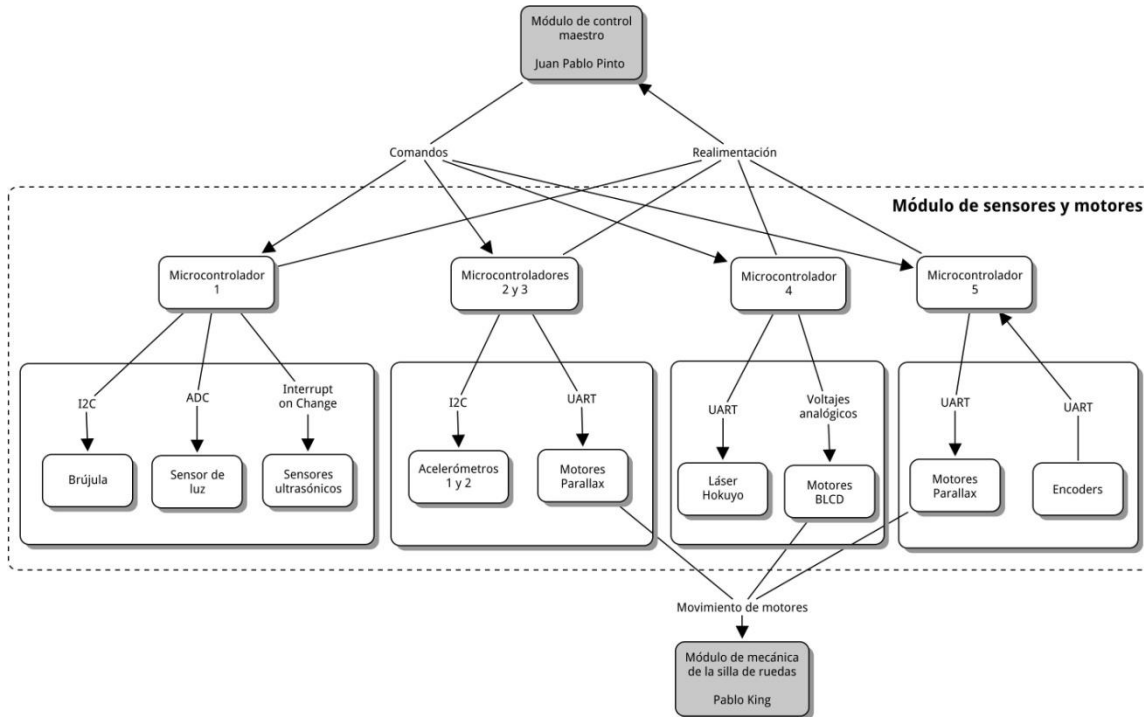 Módulo de control
maestro
Juan Pablo Pinto
Comandos
Realimentación
Módulo de sensores y motores
Microcontrolador
1
Microcontroladores
2 y 3
Microcontrolador
4
Microcontrolador
5
I2C
ADC
Interrupt
on Change
I2C
UART
UART
Voltajes
analógicos
UART
UART
Brújula
Sensor de
luz
Sensores
ultrasónicos
Acelerómetros
1 y 2
Motores
Parallax
Láser
Hokuyo
Motores
BLCD
Motores
Parallax
Encoders
Movimiento de motores
Módulo de mecánica
de la silla de ruedas
Pablo King